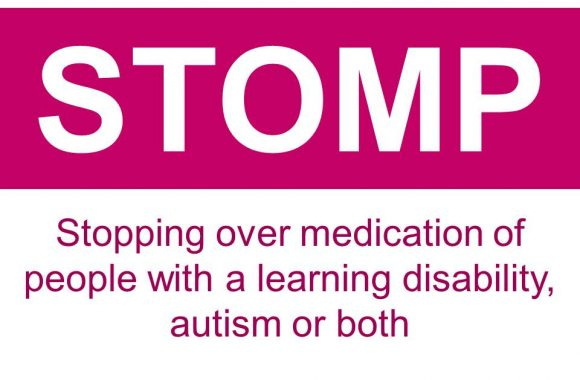 STOMP
Stopping over medication of
people with a learning disability,
autism or both